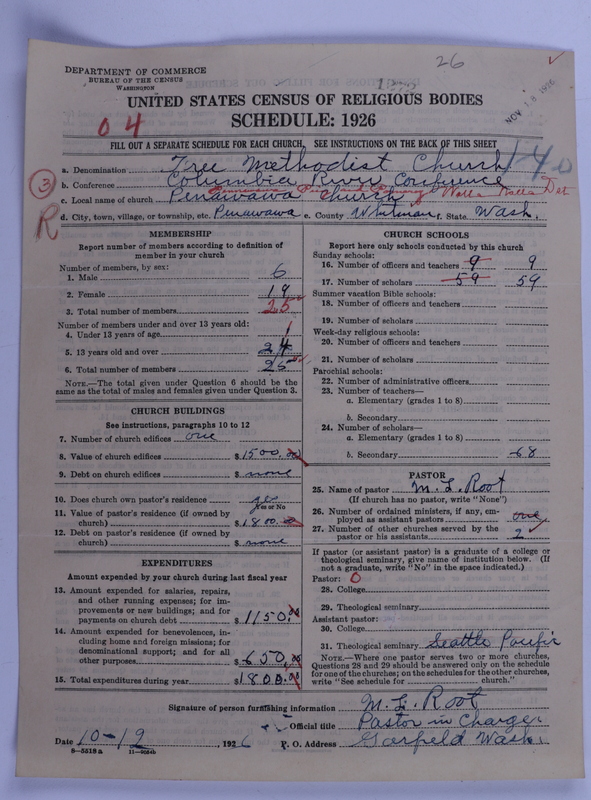 26
DEPARTMENT OF COMMERCE
BUREAU OF THE CENSUS
WASHINGTON
NOV 18 1926
UNITED STATES CENSUS OF RELIGIOUS BODIES
SCHEDULE: 1926
04
FILL OUT A SEPARATE SCHEDULE FOR EACH CHURCH. SEE INSTRUCTIONS ON THE BACK OF THIS SHEET
1-40
a. Denomination Free Methodist Church
b. Conference Columbia River Conference
3
Walla Walla Dst
c. Local name of church Penawawa Church
R
d. City, town, village, or township, etc. Penawawa e. County Whitman f. State Wash.
MEMBERSHIP
Report number of members according to definition of member in your church
Number of members, by sex:
1. Male 6
2. Female 19
3. Total number of members 25
Number of members under and over 13 years old:
4. Under 13 years of age 1
5. 13 years old and over 24
6. Total number of members 25
NOTE.—The total given under Question 6 should be the
same as the total of males and females given under Question 3.
CHURCH BUILDINGS
See instructions, paragraphs 10 to 12
7. Number of church edifices one
8. Value of church edifices $1500.00
9. Debt on church edifices $ none
10. Does church own pastor's residence yes
Yes or No
11. Value of pastor's residence (if owned by
church) $1800.00
12. Debt on pastor's residence (if owned by
church) $ none
EXPENDITURES
Amount expended by your church during last fiscal year
13. Amount expended for salaries, repairs,
and other running expenses; for im-
provements or new buildings; and for
payments on church debt $1150.00
14. Amount expended for benevolences, in-
cluding home and foreign missions; for
denominational support; and for all
other purposes $650.00
15. Total expenditures during year $1800.00
CHURCH SCHOOLS
Report here only schools conducted by this church
Sunday schools:
16. Number of officers and teachers 9 9
17. Number of scholars 59 59
Summer vacation Bible schools:
18. Number of officers and teachers
19. Number of scholars
Week-day religious schools:
20. Number of officers and teachers
21. Number of scholars
Parochial schools:
22. Number of administrative officers
23. Number of teachers—
a. Elementary (grades 1 to 8)
b. Secondary
24. Number of scholars—
a. Elementary (grades 1 to 8)
b. Secondary 68
PASTOR
25. Name of pastor M. L. Root
(If church has no pastor, write "None")
26. Number of ordained ministers, if any, em-
ployed as assistant pastors one
27. Number of other churches served by the
pastor or his assistants 2
If pastor (or assistant pastor) is a graduate of a college or
theological seminary, give name of institution below. (If
not a graduate, write "No" in the space indicated.)
Pastor: 0
28. College
29. Theological seminary
Assistant pastor:
30. College
31. Theological seminary Seattle Pacific
NOTE.—Where one pastor serves two or more churches,
Questions 28 and 29 should be answered only on the schedule
for one of the churches; on the schedules for the other churches,
write "See schedule for church."
Signature of person furnishing information M. L. Root
Official title Pastor in Charge.
Date 10-12, 1926 P. O. Address Garfield Wash.
8-5518a 11-9054b